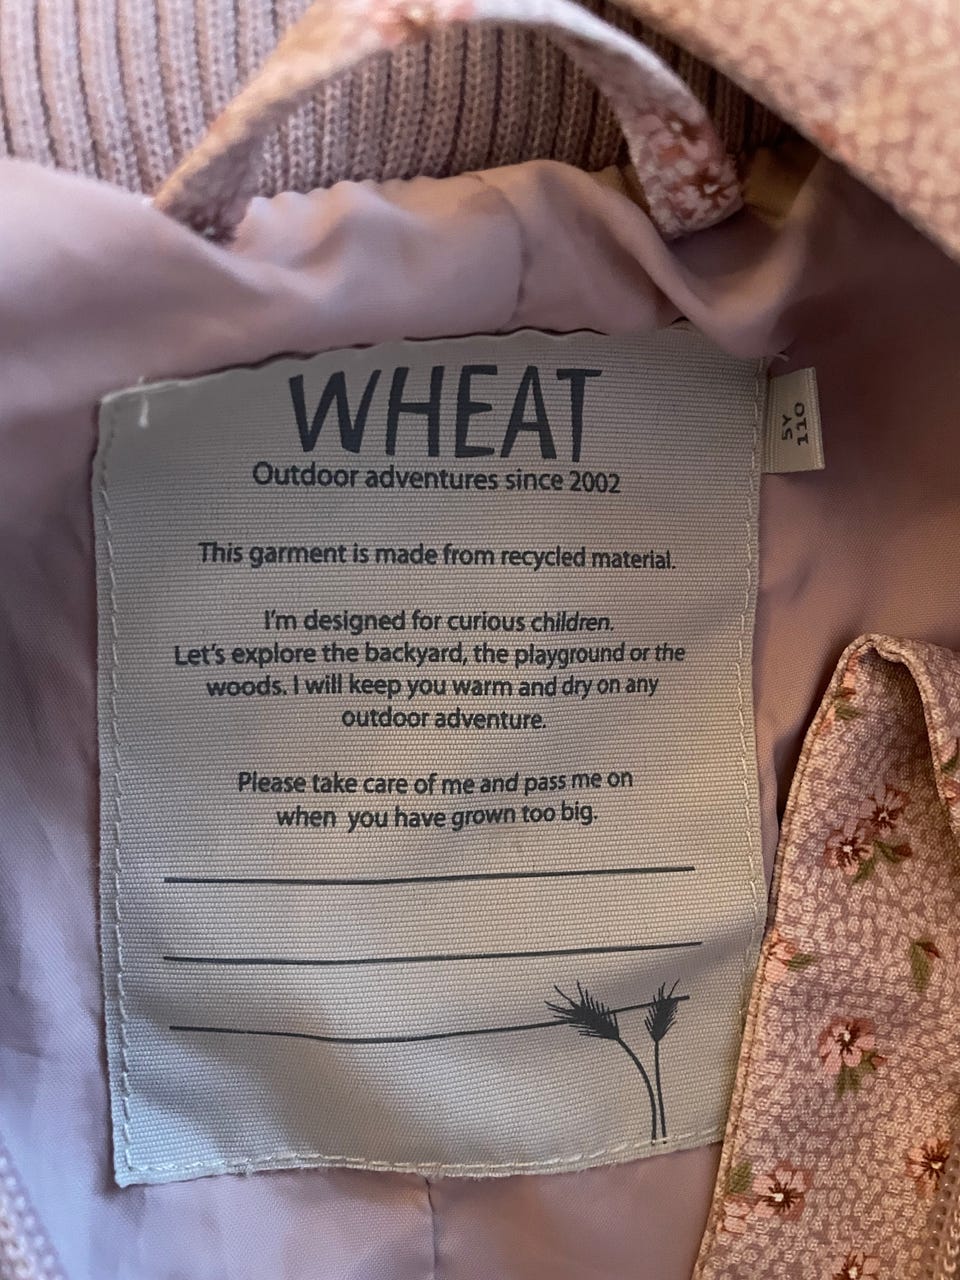 WHEAT
Outdoor adventures since 2002
This garment is made from recycled material.
I'm designed for curious children.
Let's explore the backyard, the playground or the
woods. I will keep you warm and dry on any
outdoor adventure.
Please take care of me and pass me on
when you have grown too big.
5Y
110